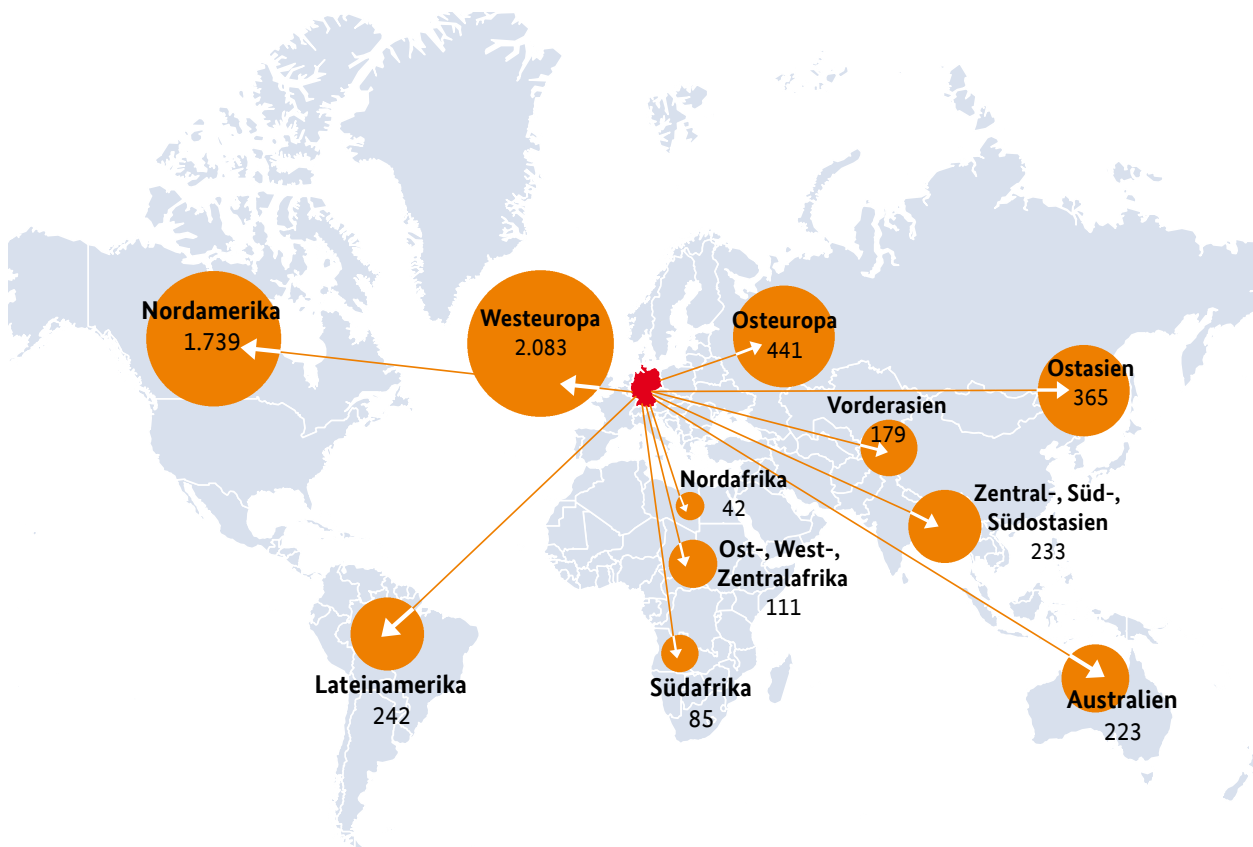 Nordamerika
1.739
Westeuropa
2.083
Osteuropa
441
Ostasien
365
Vorderasien
179
Nordafrika
42
Zentral-, Süd-,
Südostasien
233
Ost-, West-,
Zentralafrika
111
Lateinamerika
242
Südafrika
85
Australien
223